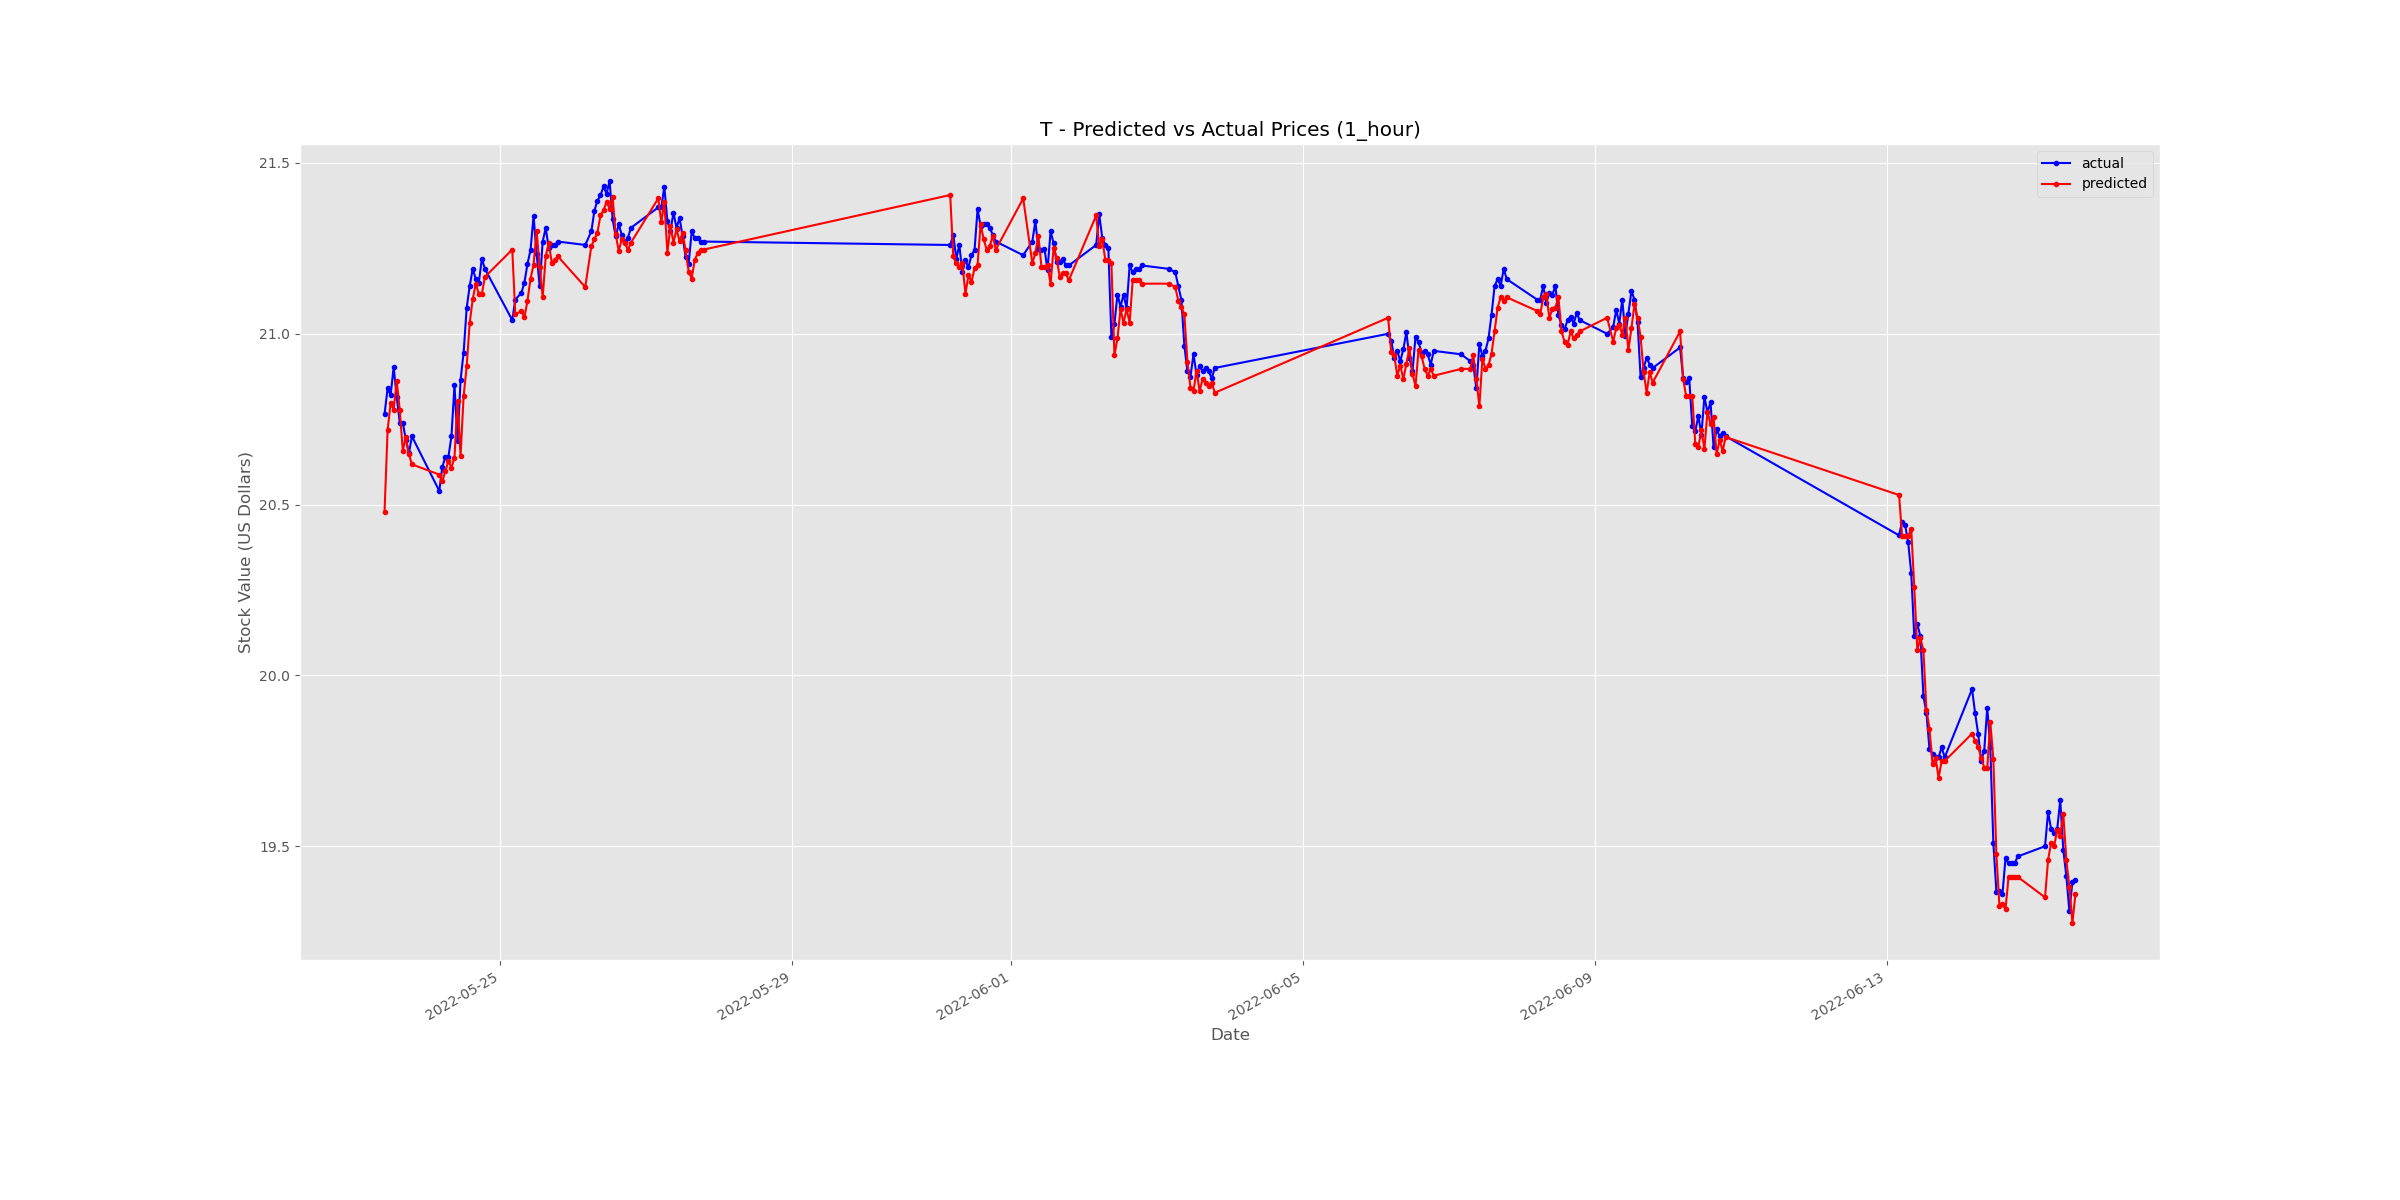 T - Predicted vs Actual Prices (1_hour)
actual
predicted
21.5
21.0
20.5
20.0
19.5
Stock Value (US Dollars)
2022-05-25
2022-05-29
2022-06-01
2022-06-05
2022-06-09
2022-06-13
Date